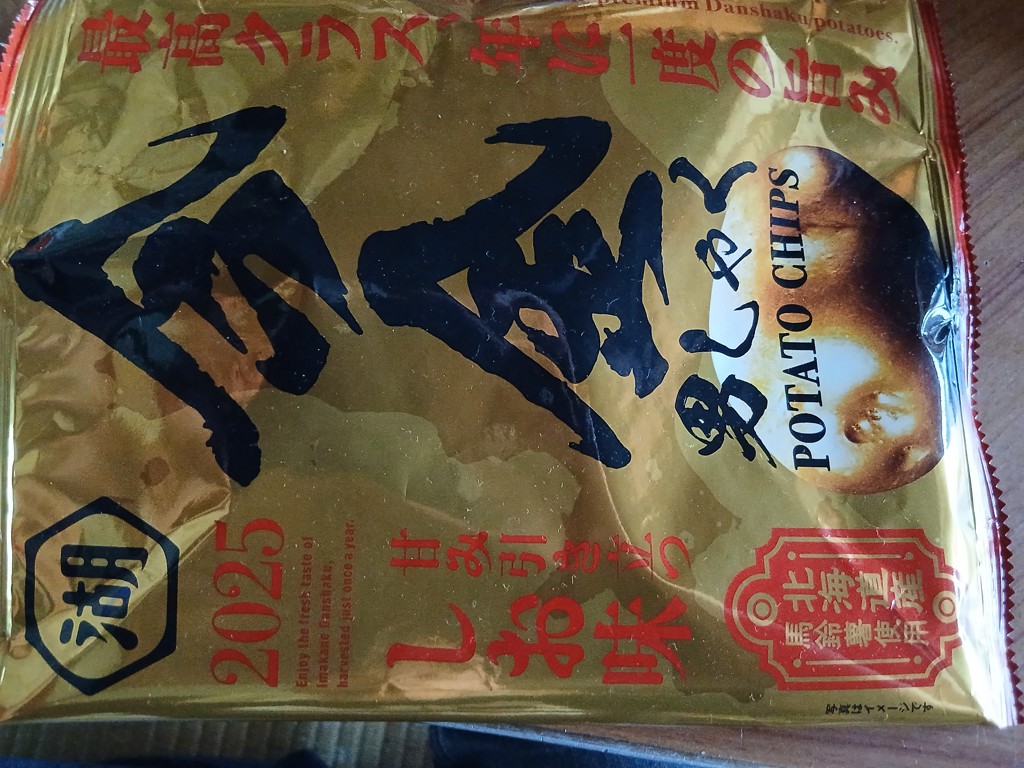 premium Danshaku potatoes.
最高クラス 年に一度の旨み
今金
男しゃく
POTATO CHIPS
湖
2025
Enjoy the fresh taste of
Imakane Danshaku,
harvested just once a year.
甘み引き立つ
しお味
北海道産
馬鈴薯使用
写真はイメージです